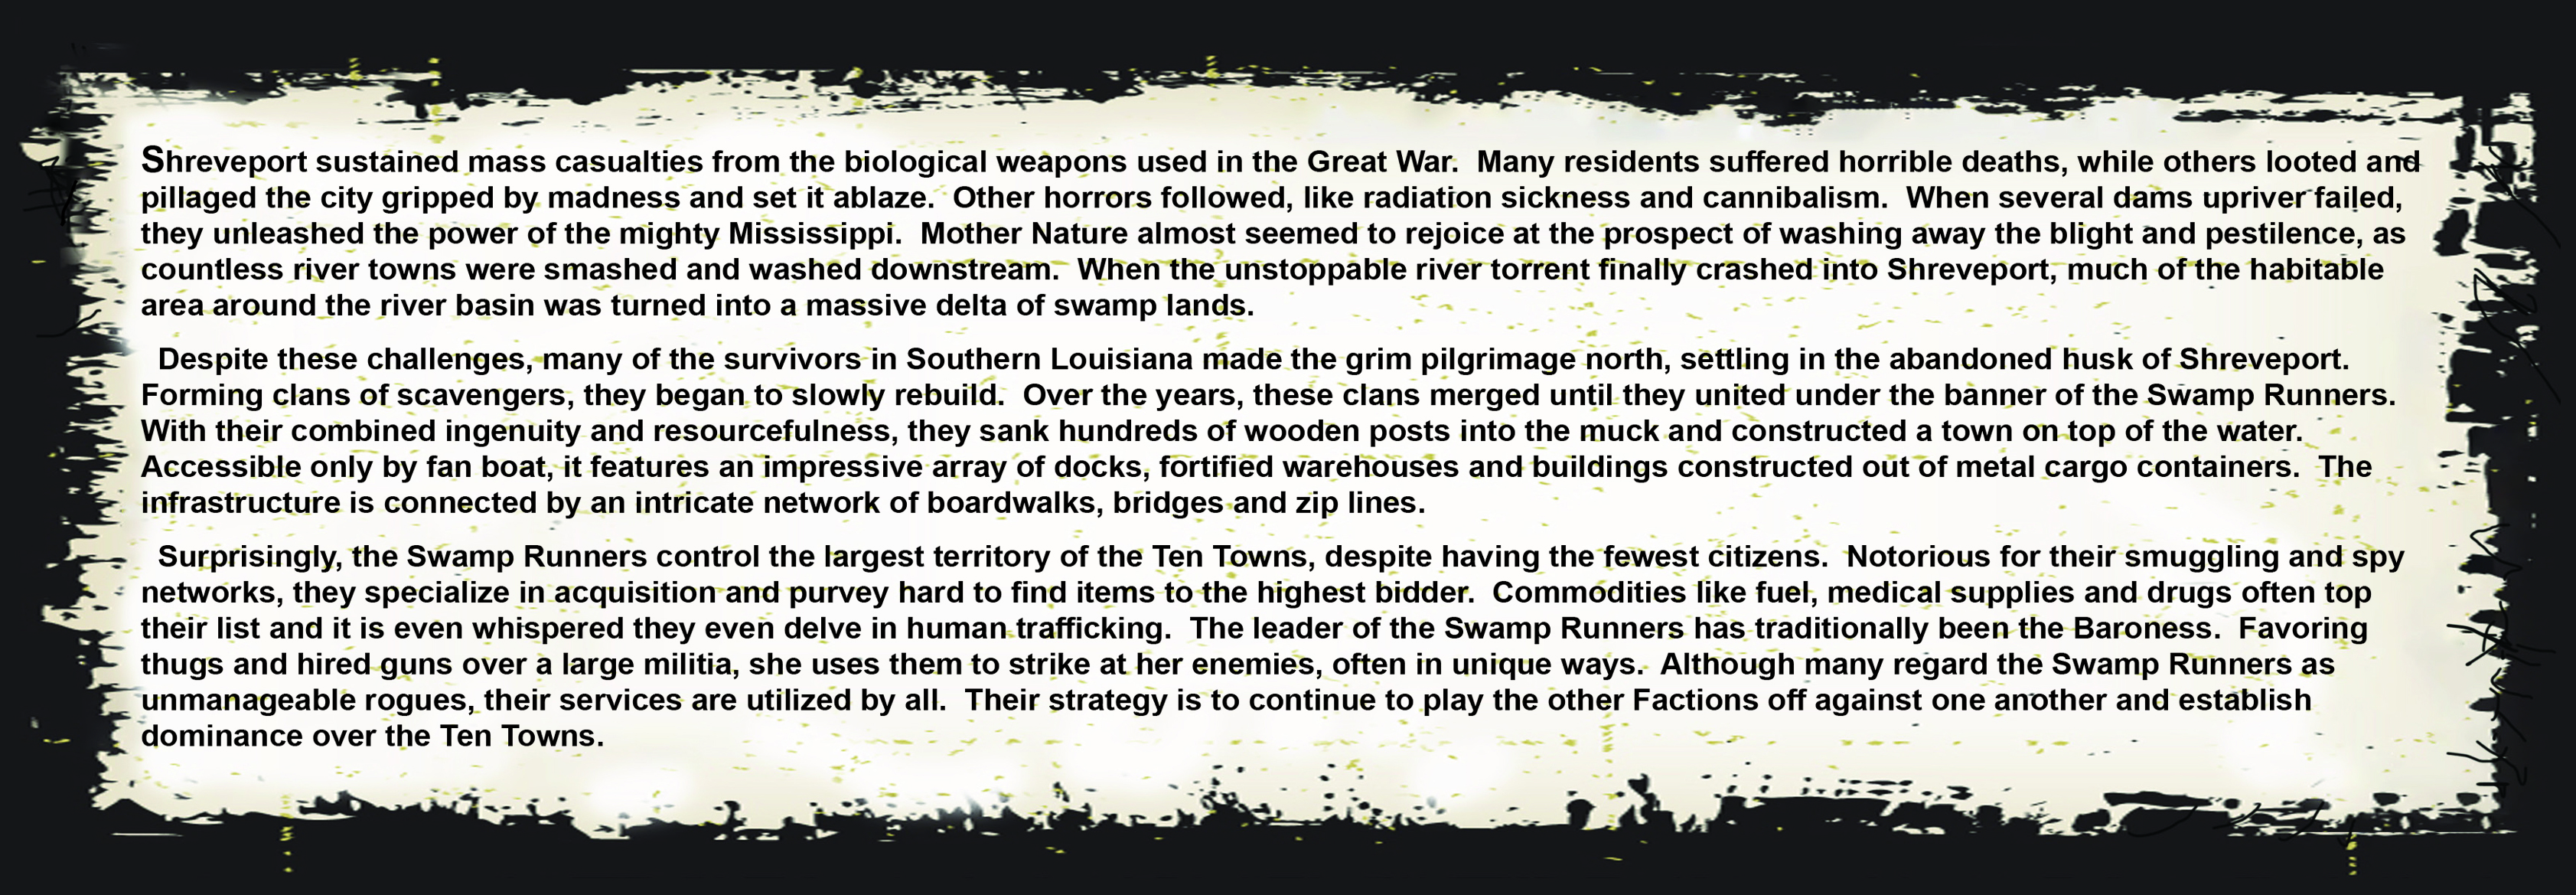 Shreveport sustained mass casualties from the biological weapons used in the Great War.  Many residents suffered horrible deaths, while others looted and
pillaged the city gripped by madness and set it ablaze.  Other horrors followed, like radiation sickness and cannibalism.  When several dams upriver failed,
they unleashed the power of the mighty Mississippi.  Mother Nature almost seemed to rejoice at the prospect of washing away the blight and pestilence, as
countless river towns were smashed and washed downstream.  When the unstoppable river torrent finally crashed into Shreveport, much of the habitable
area around the river basin was turned into a massive delta of swamp lands.
Despite these challenges, many of the survivors in Southern Louisiana made the grim pilgrimage north, settling in the abandoned husk of Shreveport.
Forming clans of scavengers, they began to slowly rebuild.  Over the years, these clans merged until they united under the banner of the Swamp Runners.
With their combined ingenuity and resourcefulness, they sank hundreds of wooden posts into the muck and constructed a town on top of the water.
Accessible only by fan boat, it features an impressive array of docks, fortified warehouses and buildings constructed out of metal cargo containers.  The
infrastructure is connected by an intricate network of boardwalks, bridges and zip lines.
Surprisingly, the Swamp Runners control the largest territory of the Ten Towns, despite having the fewest citizens.  Notorious for their smuggling and spy
networks, they specialize in acquisition and purvey hard to find items to the highest bidder.  Commodities like fuel, medical supplies and drugs often top
their list and it is even whispered they even delve in human trafficking.  The leader of the Swamp Runners has traditionally been the Baroness.  Favoring
thugs and hired guns over a large militia, she uses them to strike at her enemies, often in unique ways.  Although many regard the Swamp Runners as
unmanageable rogues, their services are utilized by all.  Their strategy is to continue to play the other Factions off against one another and establish
dominance over the Ten Towns.